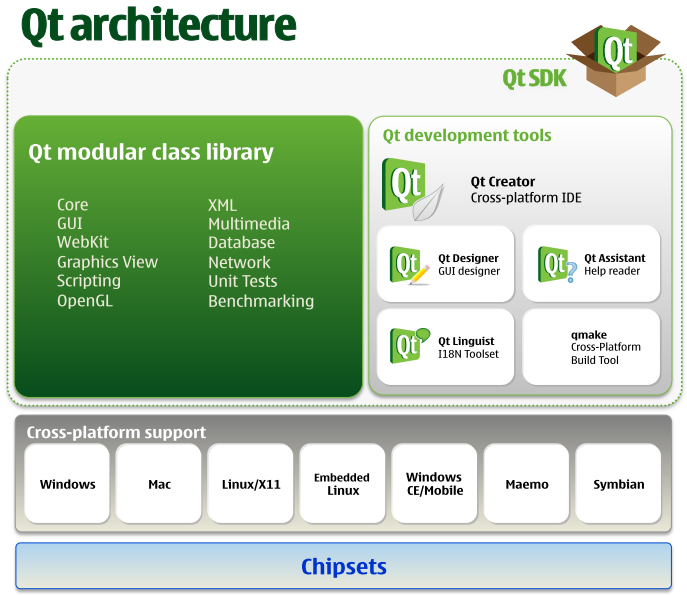 Qt architecture
Qt
Qt SDK
Qt modular class library
Core
GUI
WebKit
Graphics View
Scripting
OpenGL
XML
Multimedia
Database
Network
Unit Tests
Benchmarking
Qt development tools
Qt
Qt Creator
Cross-platform IDE
Qt
Qt Designer
GUI designer
Qt
?
Qt Assistant
Help reader
Qt
Qt Linguist
I18N Toolset
qmake
Cross-Platform
Build Tool
Cross-platform support
Windows
Mac
Linux/X11
Embedded
Linux
Windows
CE/Mobile
Maemo
Symbian
Chipsets